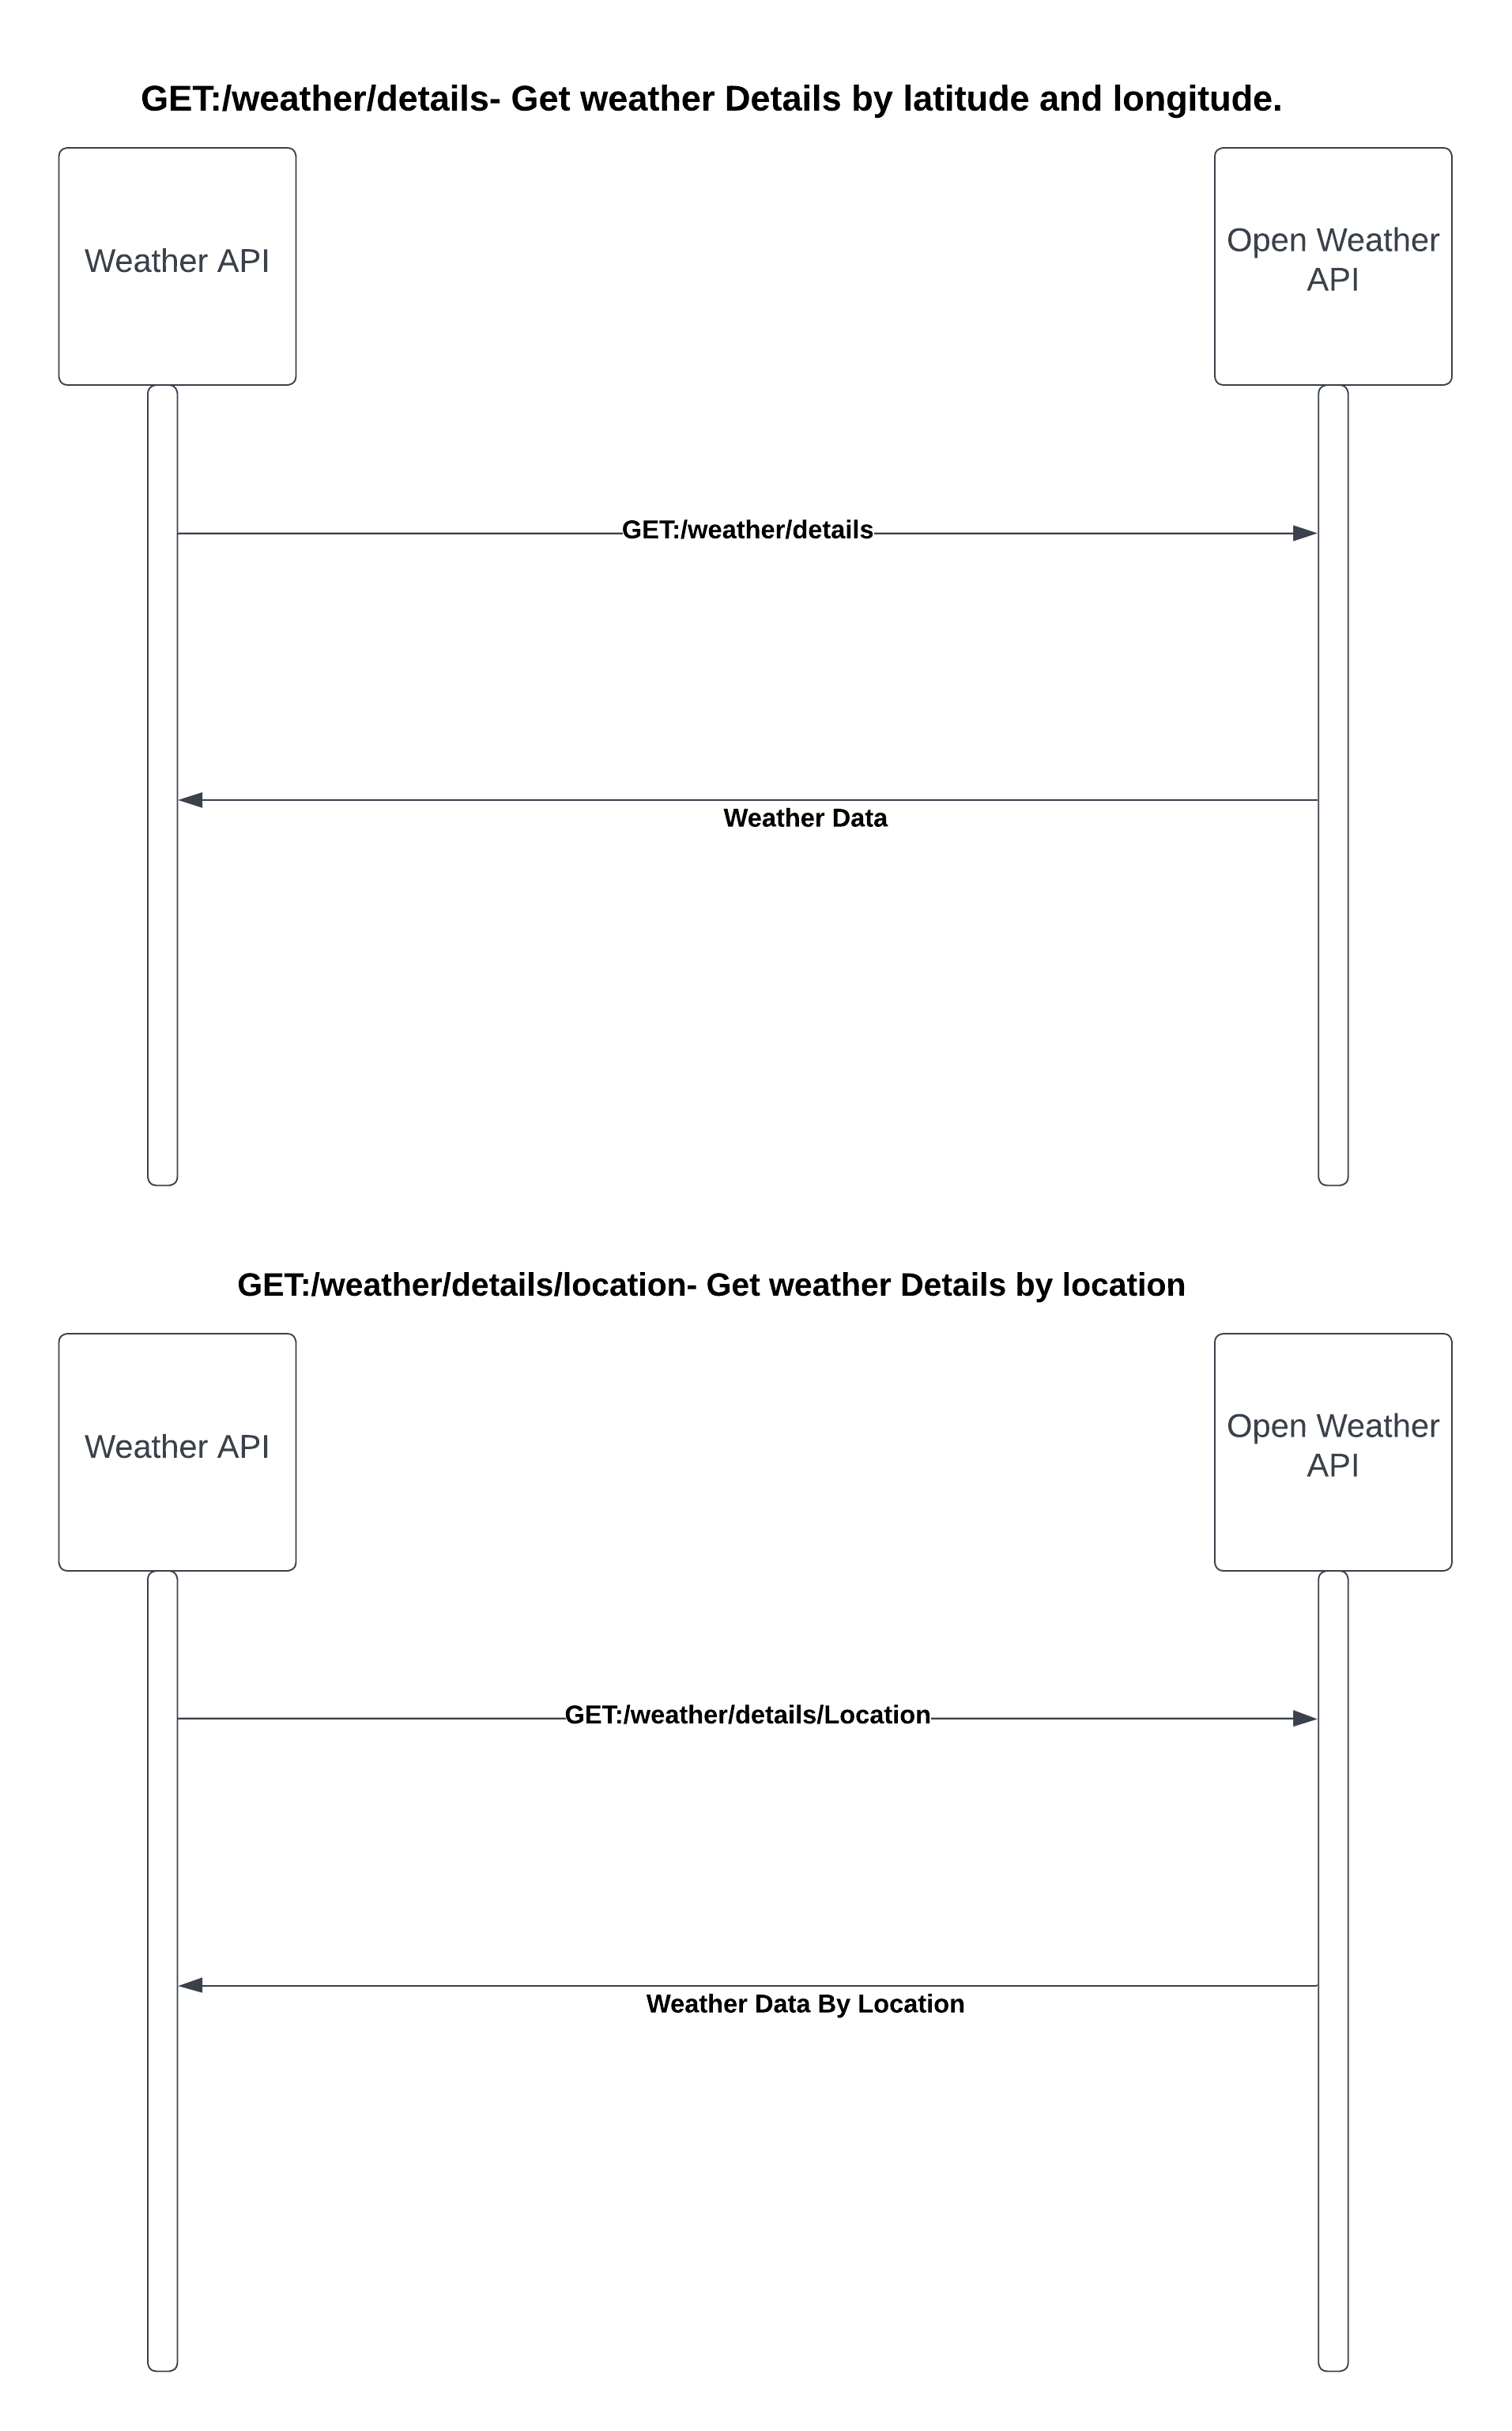 GET:/weather/details- Get weather Details by latitude and longitude.
Weather API
Open Weather
API
GET:/weather/details
Weather Data
GET:/weather/details/location- Get weather Details by location
Weather API
Open Weather
API
GET:/weather/details/Location
Weather Data By Location